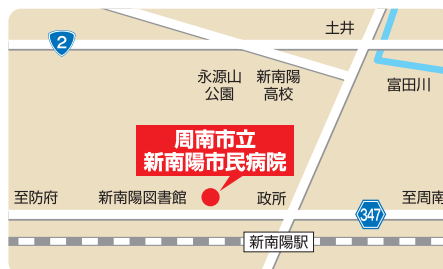 土井
2
永源山
公園
新南陽
高校
富田川
周南市立
新南陽市民病院
至防府
新南陽図書館
政所
347
至周南
新南陽駅